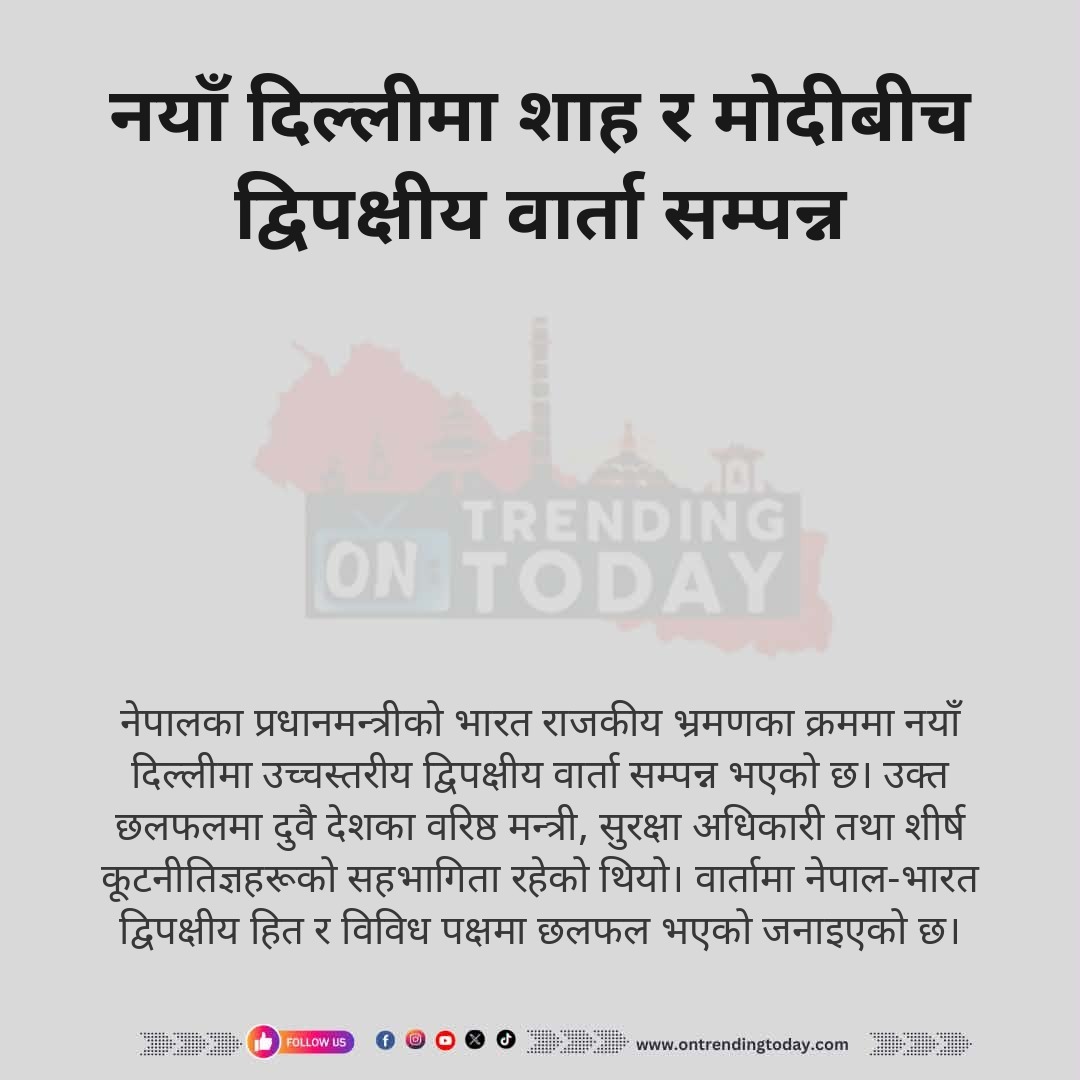 नयाँ दिल्लीमा शाह र मोदीबीच
द्विपक्षीय वार्ता सम्पन्न
TRENDING
ON TODAY
नेपालका प्रधानमन्त्रीको भारत राजकीय भ्रमणका क्रममा नयाँ
दिल्लीमा उच्चस्तरीय द्विपक्षीय वार्ता सम्पन्न भएको छ। उक्त
छलफलमा दुवै देशका वरिष्ठ मन्त्री, सुरक्षा अधिकारी तथा शीर्ष
कूटनीतिज्ञहरूको सहभागिता रहेको थियो। वार्तामा नेपाल-भारत
द्विपक्षीय हित र विविध पक्षमा छलफल भएको जनाइएको छ।
FOLLOW US www.ontrendingtoday.com